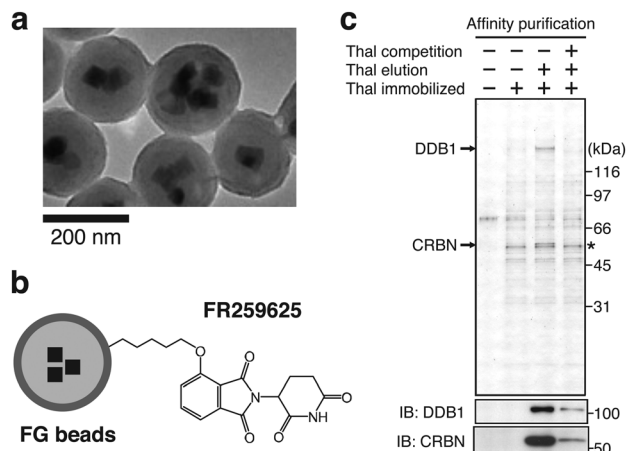 a
200 nm
b
FR259625
O
O
N
O
NH
O
O
FG beads
c
Affinity purification
Thal competition − − − +
Thal elution − − + +
Thal immobilized − + + +
DDB1
(kDa)
116
97
66
CRBN
*
45
31
IB: DDB1
100
IB: CRBN
50